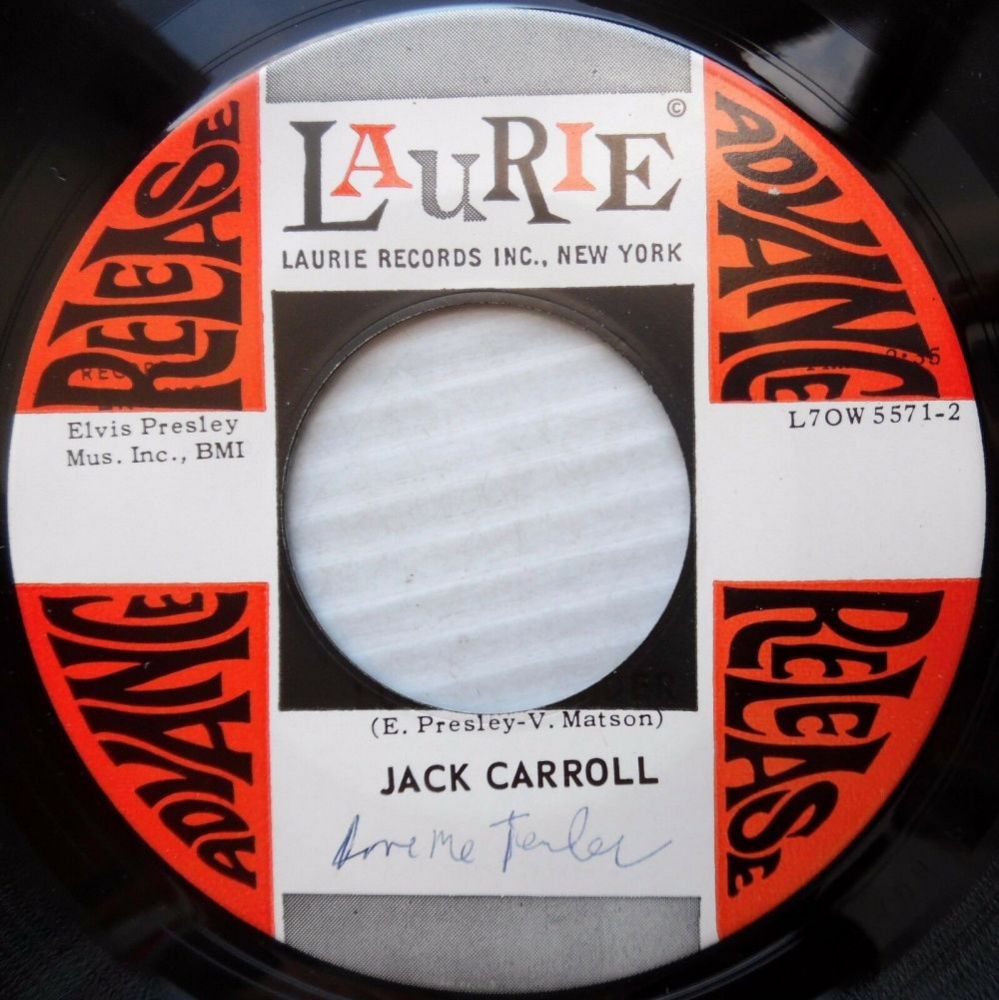 LAURIE ©
LAURIE RECORDS INC., NEW YORK
RELEASE
ADVANCE
Elvis Presley
Mus. Inc., BMI
L7OW 5571-2
ADVANCE
RELEASE
(E. Presley-V. Matson)
JACK CARROLL
Love Me Tender